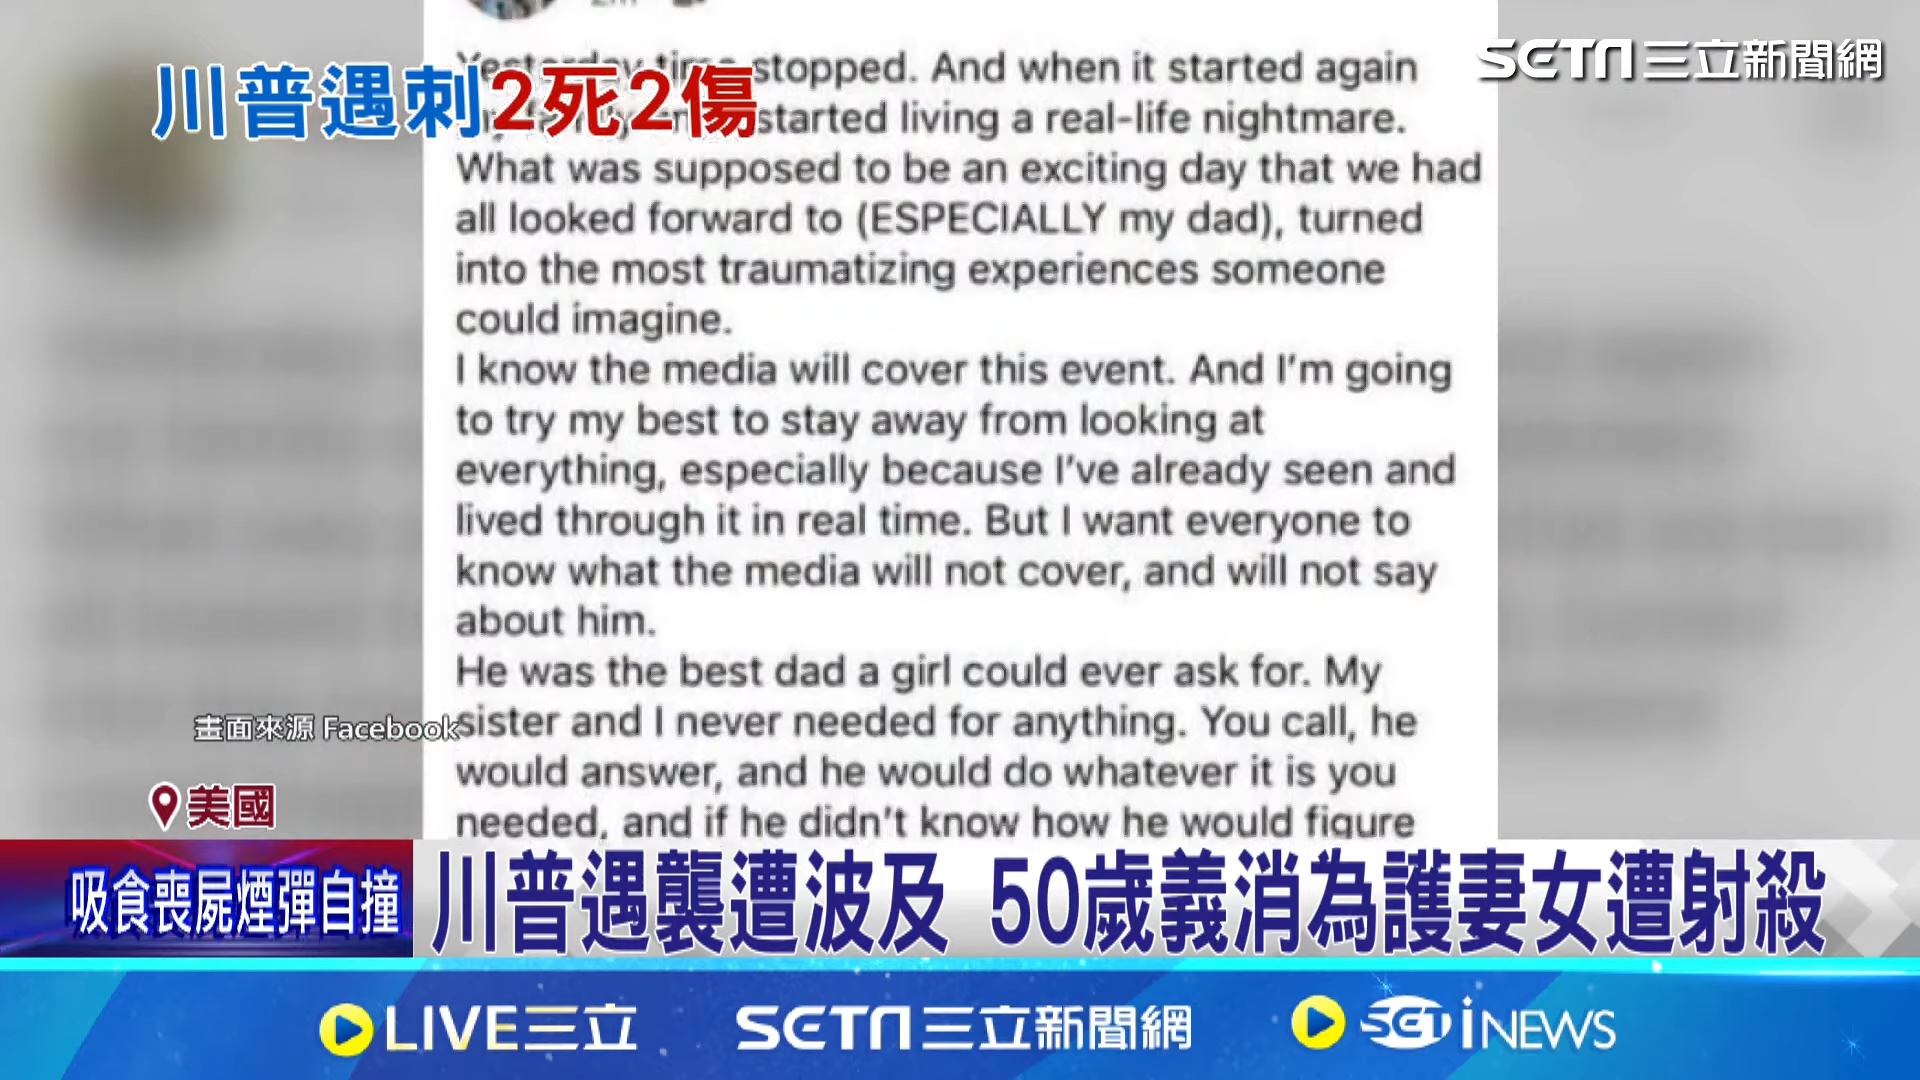 SETN三立新聞網
川普遇刺2死2傷
Yesterday time stopped. And when it started again
started living a real-life nightmare.
What was supposed to be an exciting day that we had
all looked forward to (ESPECIALLY my dad), turned
into the most traumatizing experiences someone
could imagine.
I know the media will cover this event. And I'm going
to try my best to stay away from looking at
everything, especially because I've already seen and
lived through it in real time. But I want everyone to
know what the media will not cover, and will not say
about him.
He was the best dad a girl could ever ask for. My
sister and I never needed for anything. You call, he
would answer, and he would do whatever it is you
needed, and if he didn't know how he would figure
畫面來源 Facebook
美國
吸食喪屍煙彈自撞
川普遇襲遭波及 50歲義消為護妻女遭射殺
LIVE三立
SETN三立新聞網
SET iNEWS